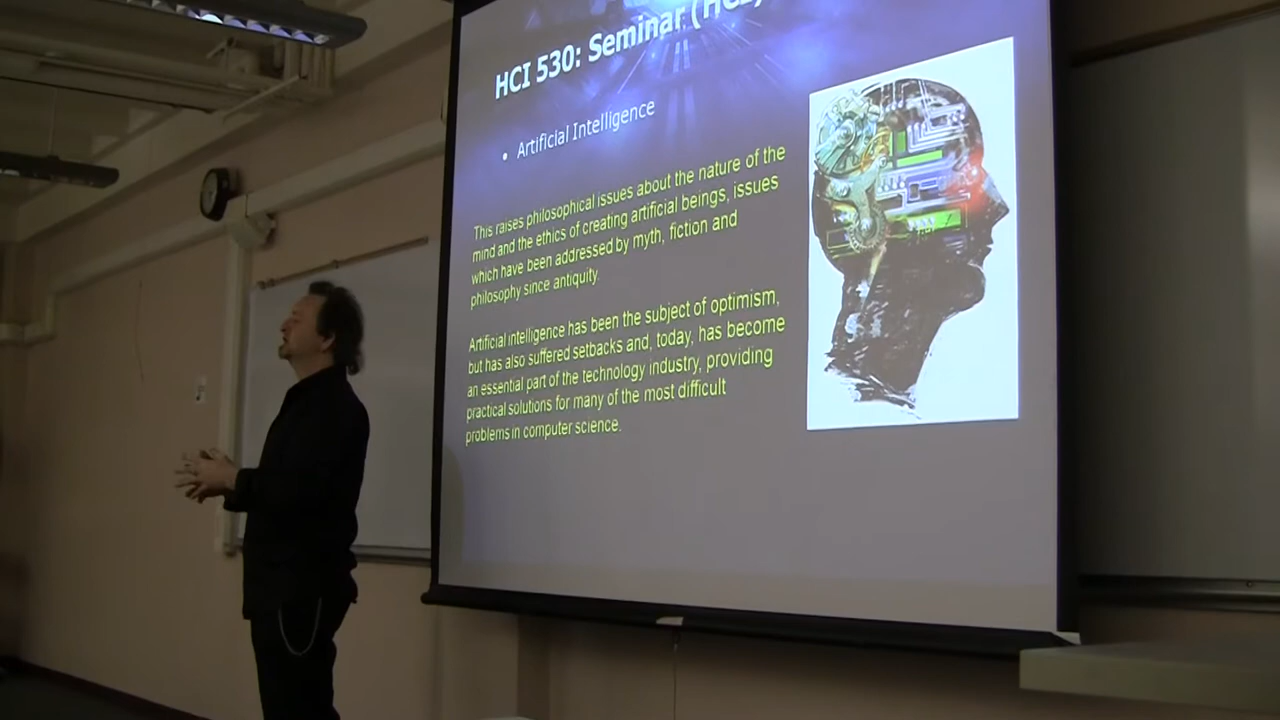 HCI 530: Seminar (HCI)
• Artificial Intelligence
This raises philosophical issues about the nature of the
mind and the ethics of creating artificial beings, issues
which have been addressed by myth, fiction and
philosophy since antiquity.
Artificial intelligence has been the subject of optimism,
but has also suffered setbacks and, today, has become
an essential part of the technology industry, providing
practical solutions for many of the most difficult
problems in computer science.